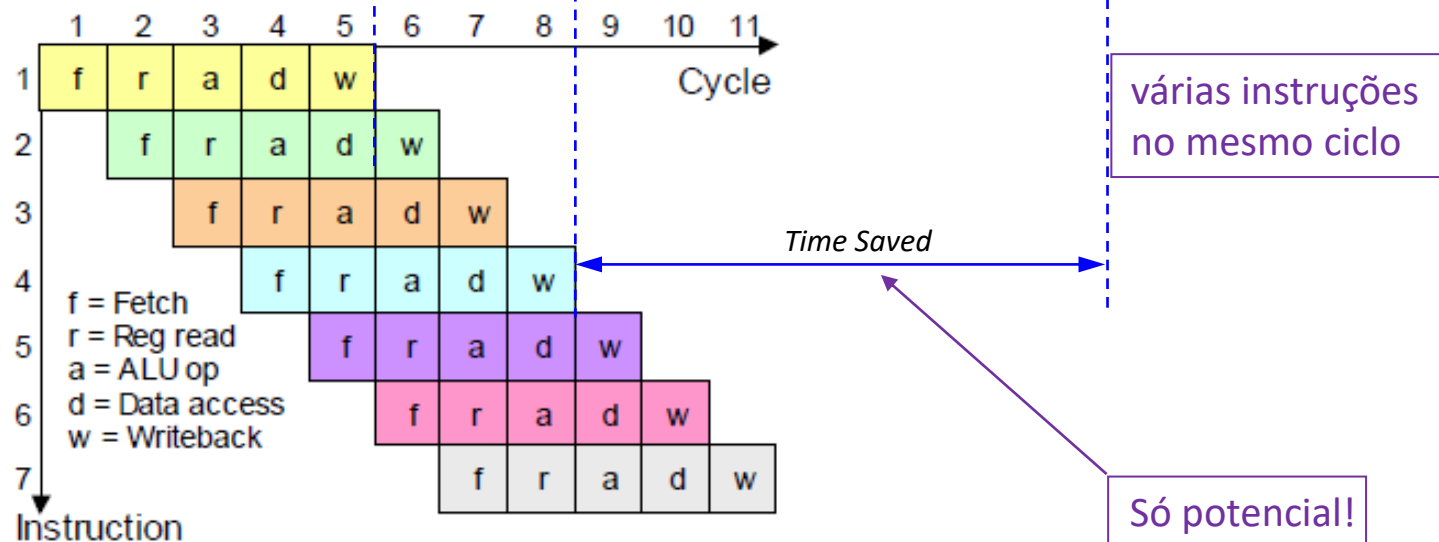 1 2 3 4 5 6 7 8 9 10 11
Cycle
1 f r a d w
2 f r a d w
3 f r a d w
4 f r a d w
5 f r a d w
6 f r a d w
7 f r a d w
Instruction
f = Fetch
r = Reg read
a = ALU op
d = Data access
w = Writeback
Time Saved
várias instruções
no mesmo ciclo
Só potencial!